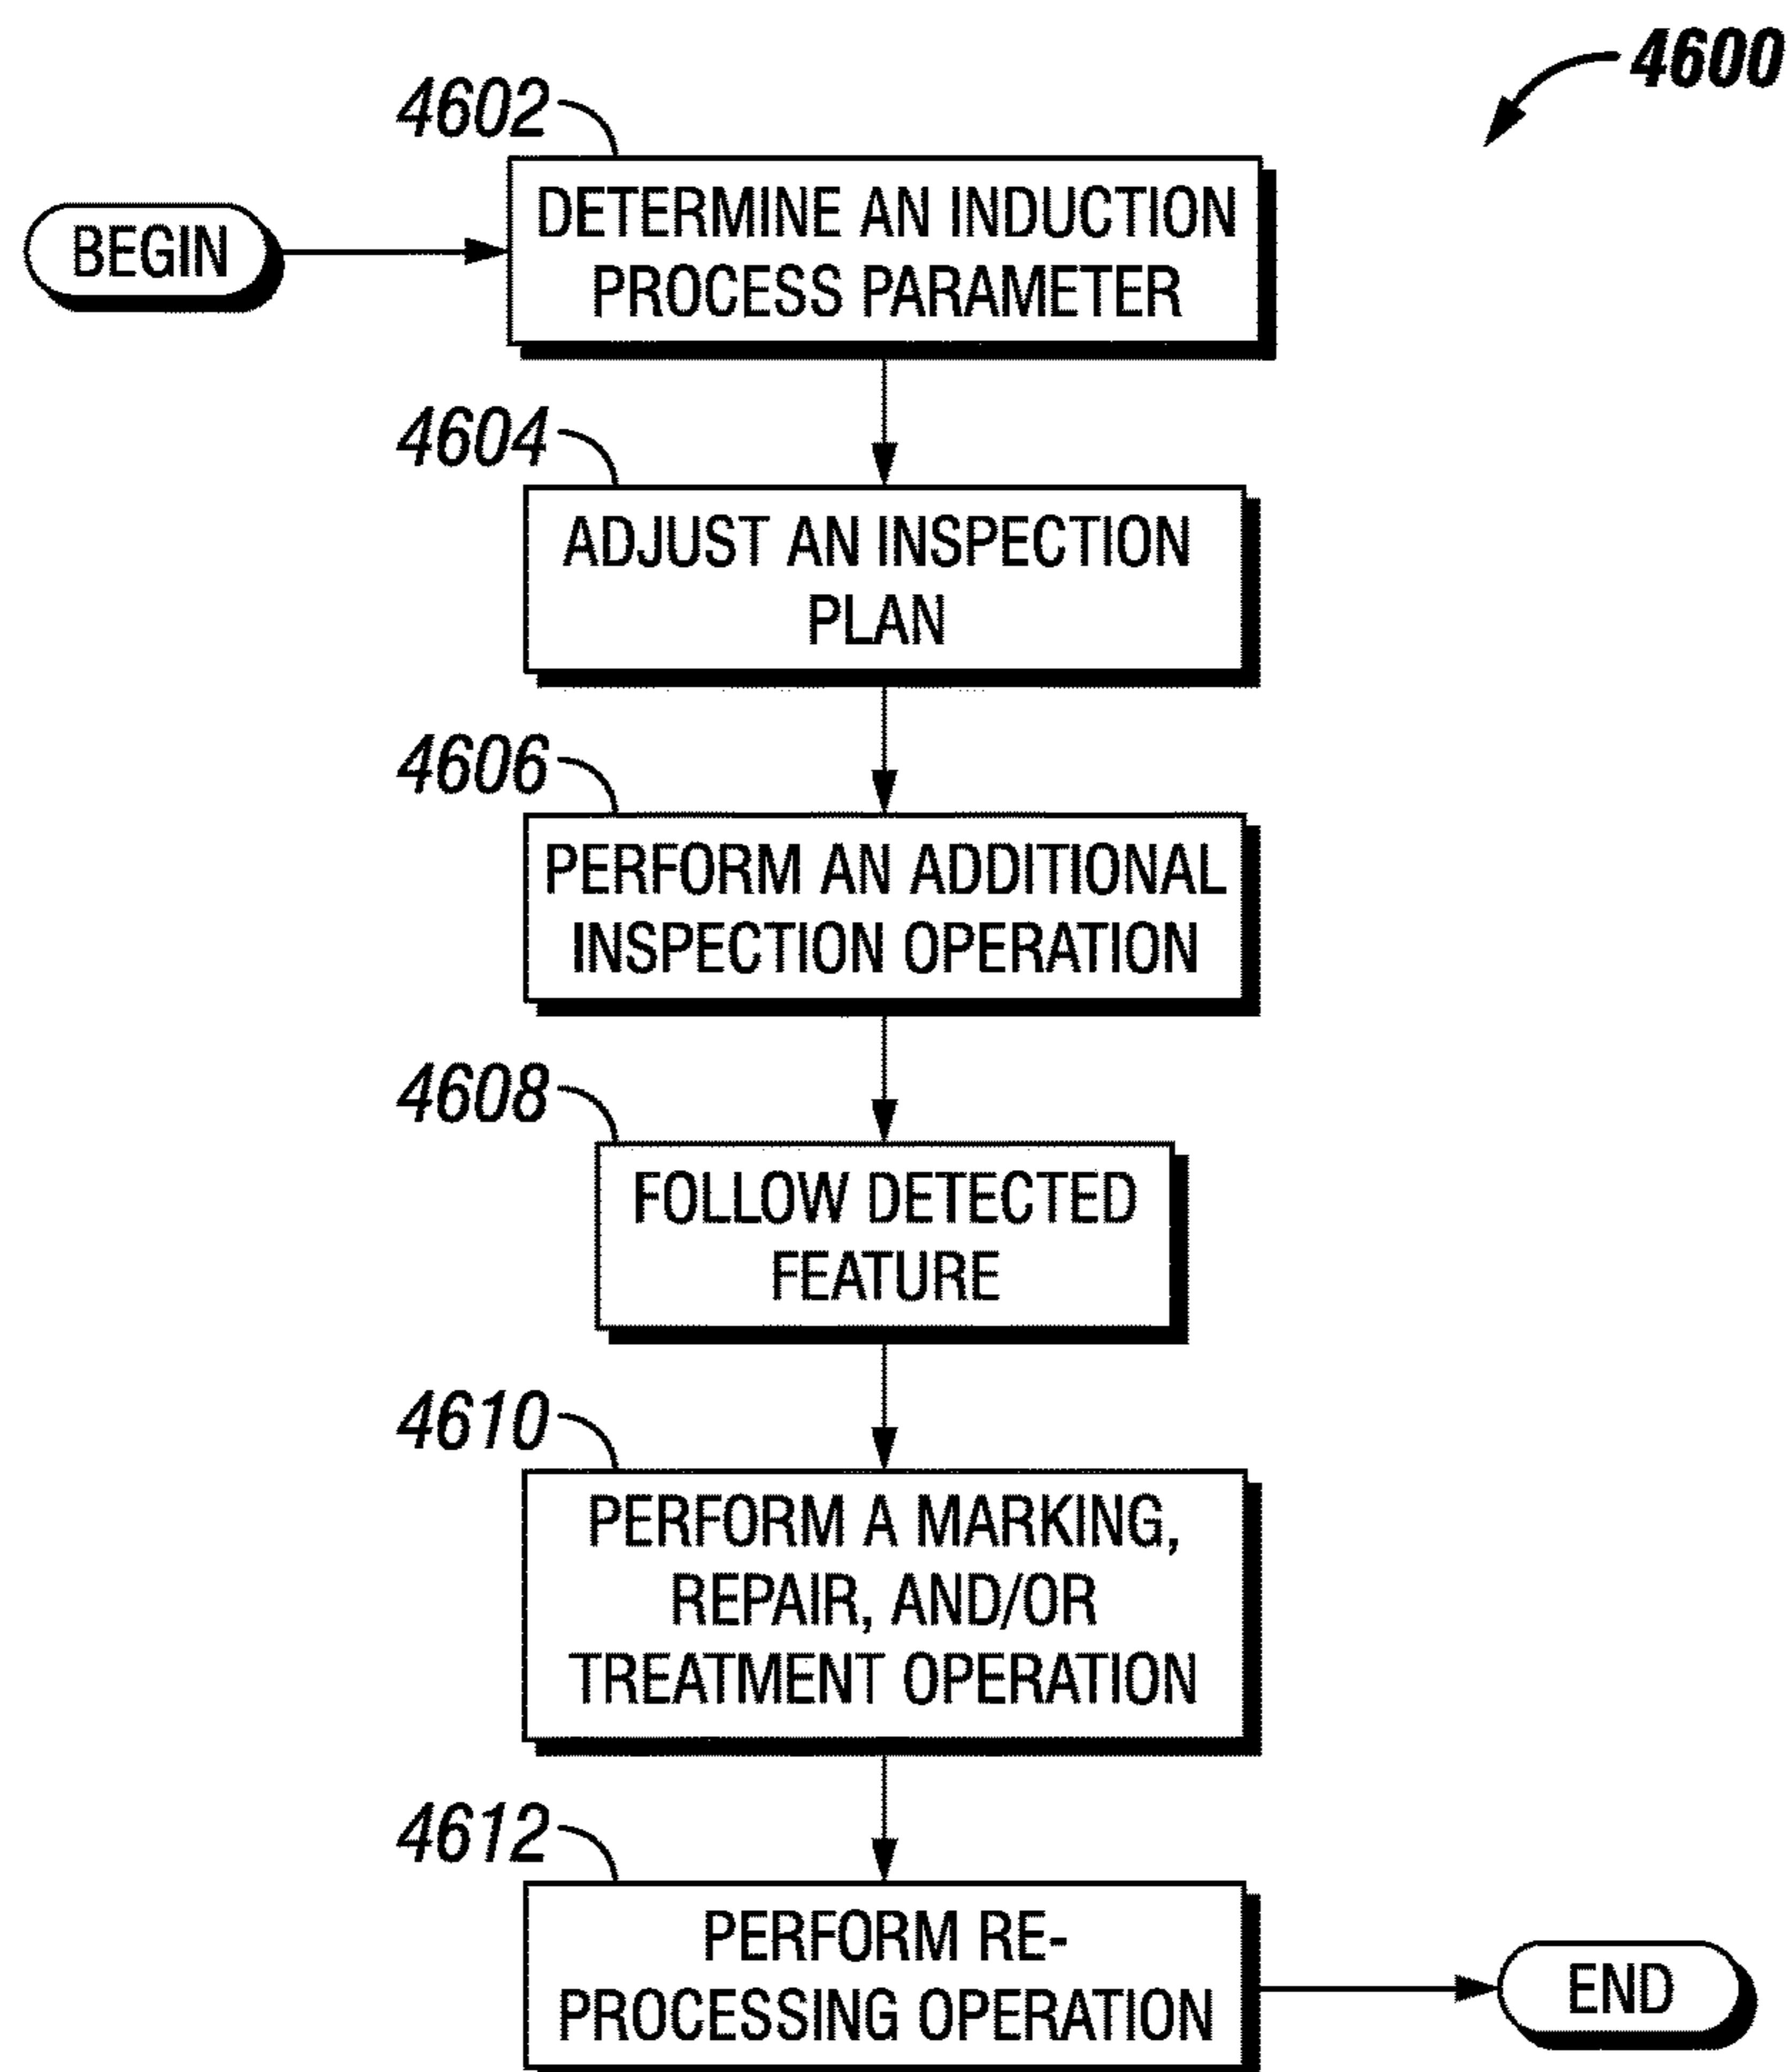 4600
4602
BEGIN
DETERMINE AN INDUCTION
PROCESS PARAMETER
4604
ADJUST AN INSPECTION
PLAN
4606
PERFORM AN ADDITIONAL
INSPECTION OPERATION
4608
FOLLOW DETECTED
FEATURE
4610
PERFORM A MARKING,
REPAIR, AND/OR
TREATMENT OPERATION
4612
PERFORM RE-
PROCESSING OPERATION
END